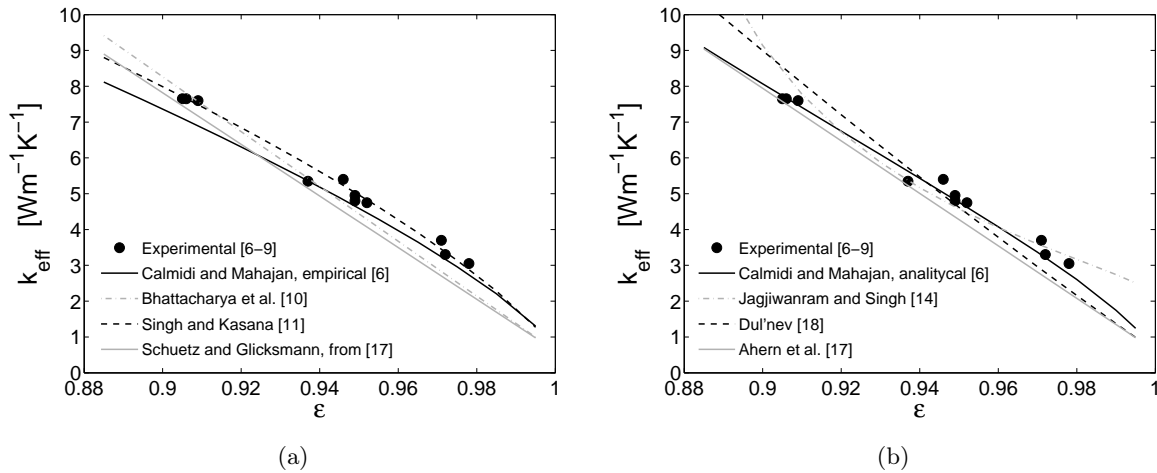 10
9
8
7
6
5
4
3
2
1
0
k_eff [Wm⁻¹K⁻¹]
Experimental [6−9]
Calmidi and Mahajan, empirical [6]
Bhattacharya et al. [10]
Singh and Kasana [11]
Schuetz and Glicksmann, from [17]
0.88 0.9 0.92 0.94 0.96 0.98 1
ε
(a)
10
9
8
7
6
5
4
3
2
1
0
k_eff [Wm⁻¹K⁻¹]
Experimental [6−9]
Calmidi and Mahajan, analitycal [6]
Jagjiwanram and Singh [14]
Dul'nev [18]
Ahern et al. [17]
0.88 0.9 0.92 0.94 0.96 0.98 1
ε
(b)